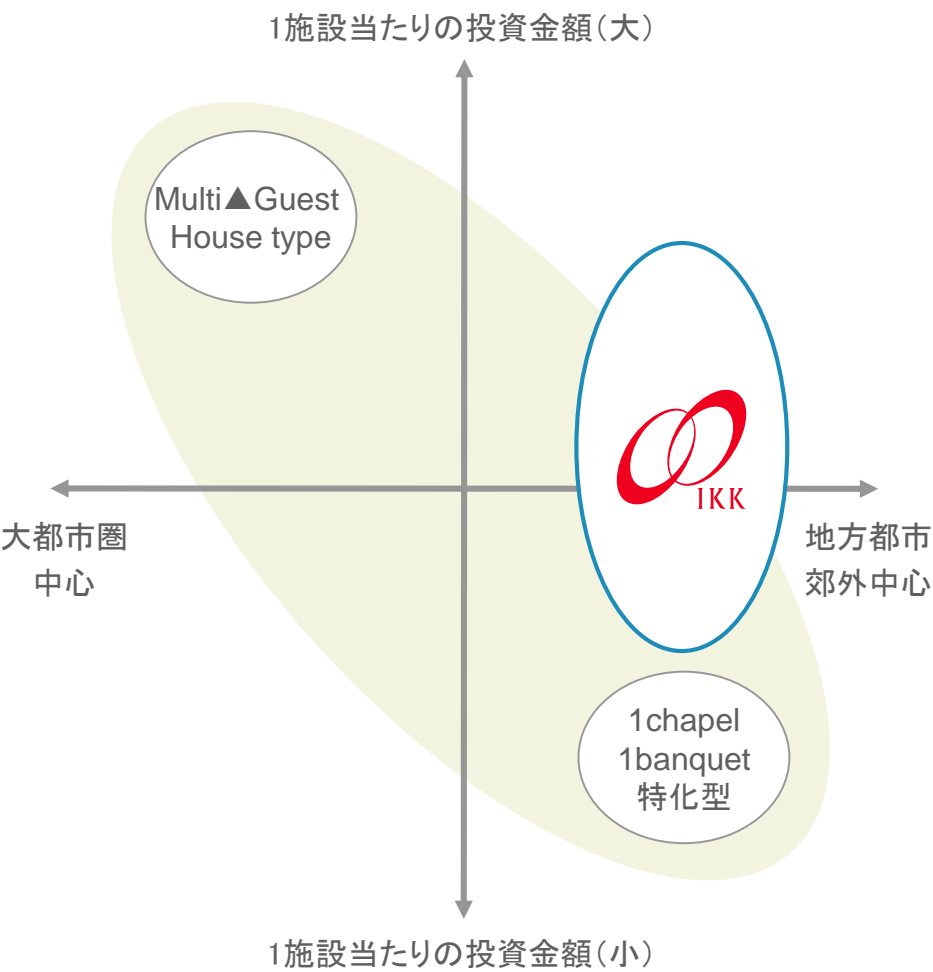 1施設当たりの投資金額（大）
Multi▲Guest
House type
IKK
大都市圏
中心
地方都市
郊外中心
1chapel
1banquet
特化型
1施設当たりの投資金額（小）